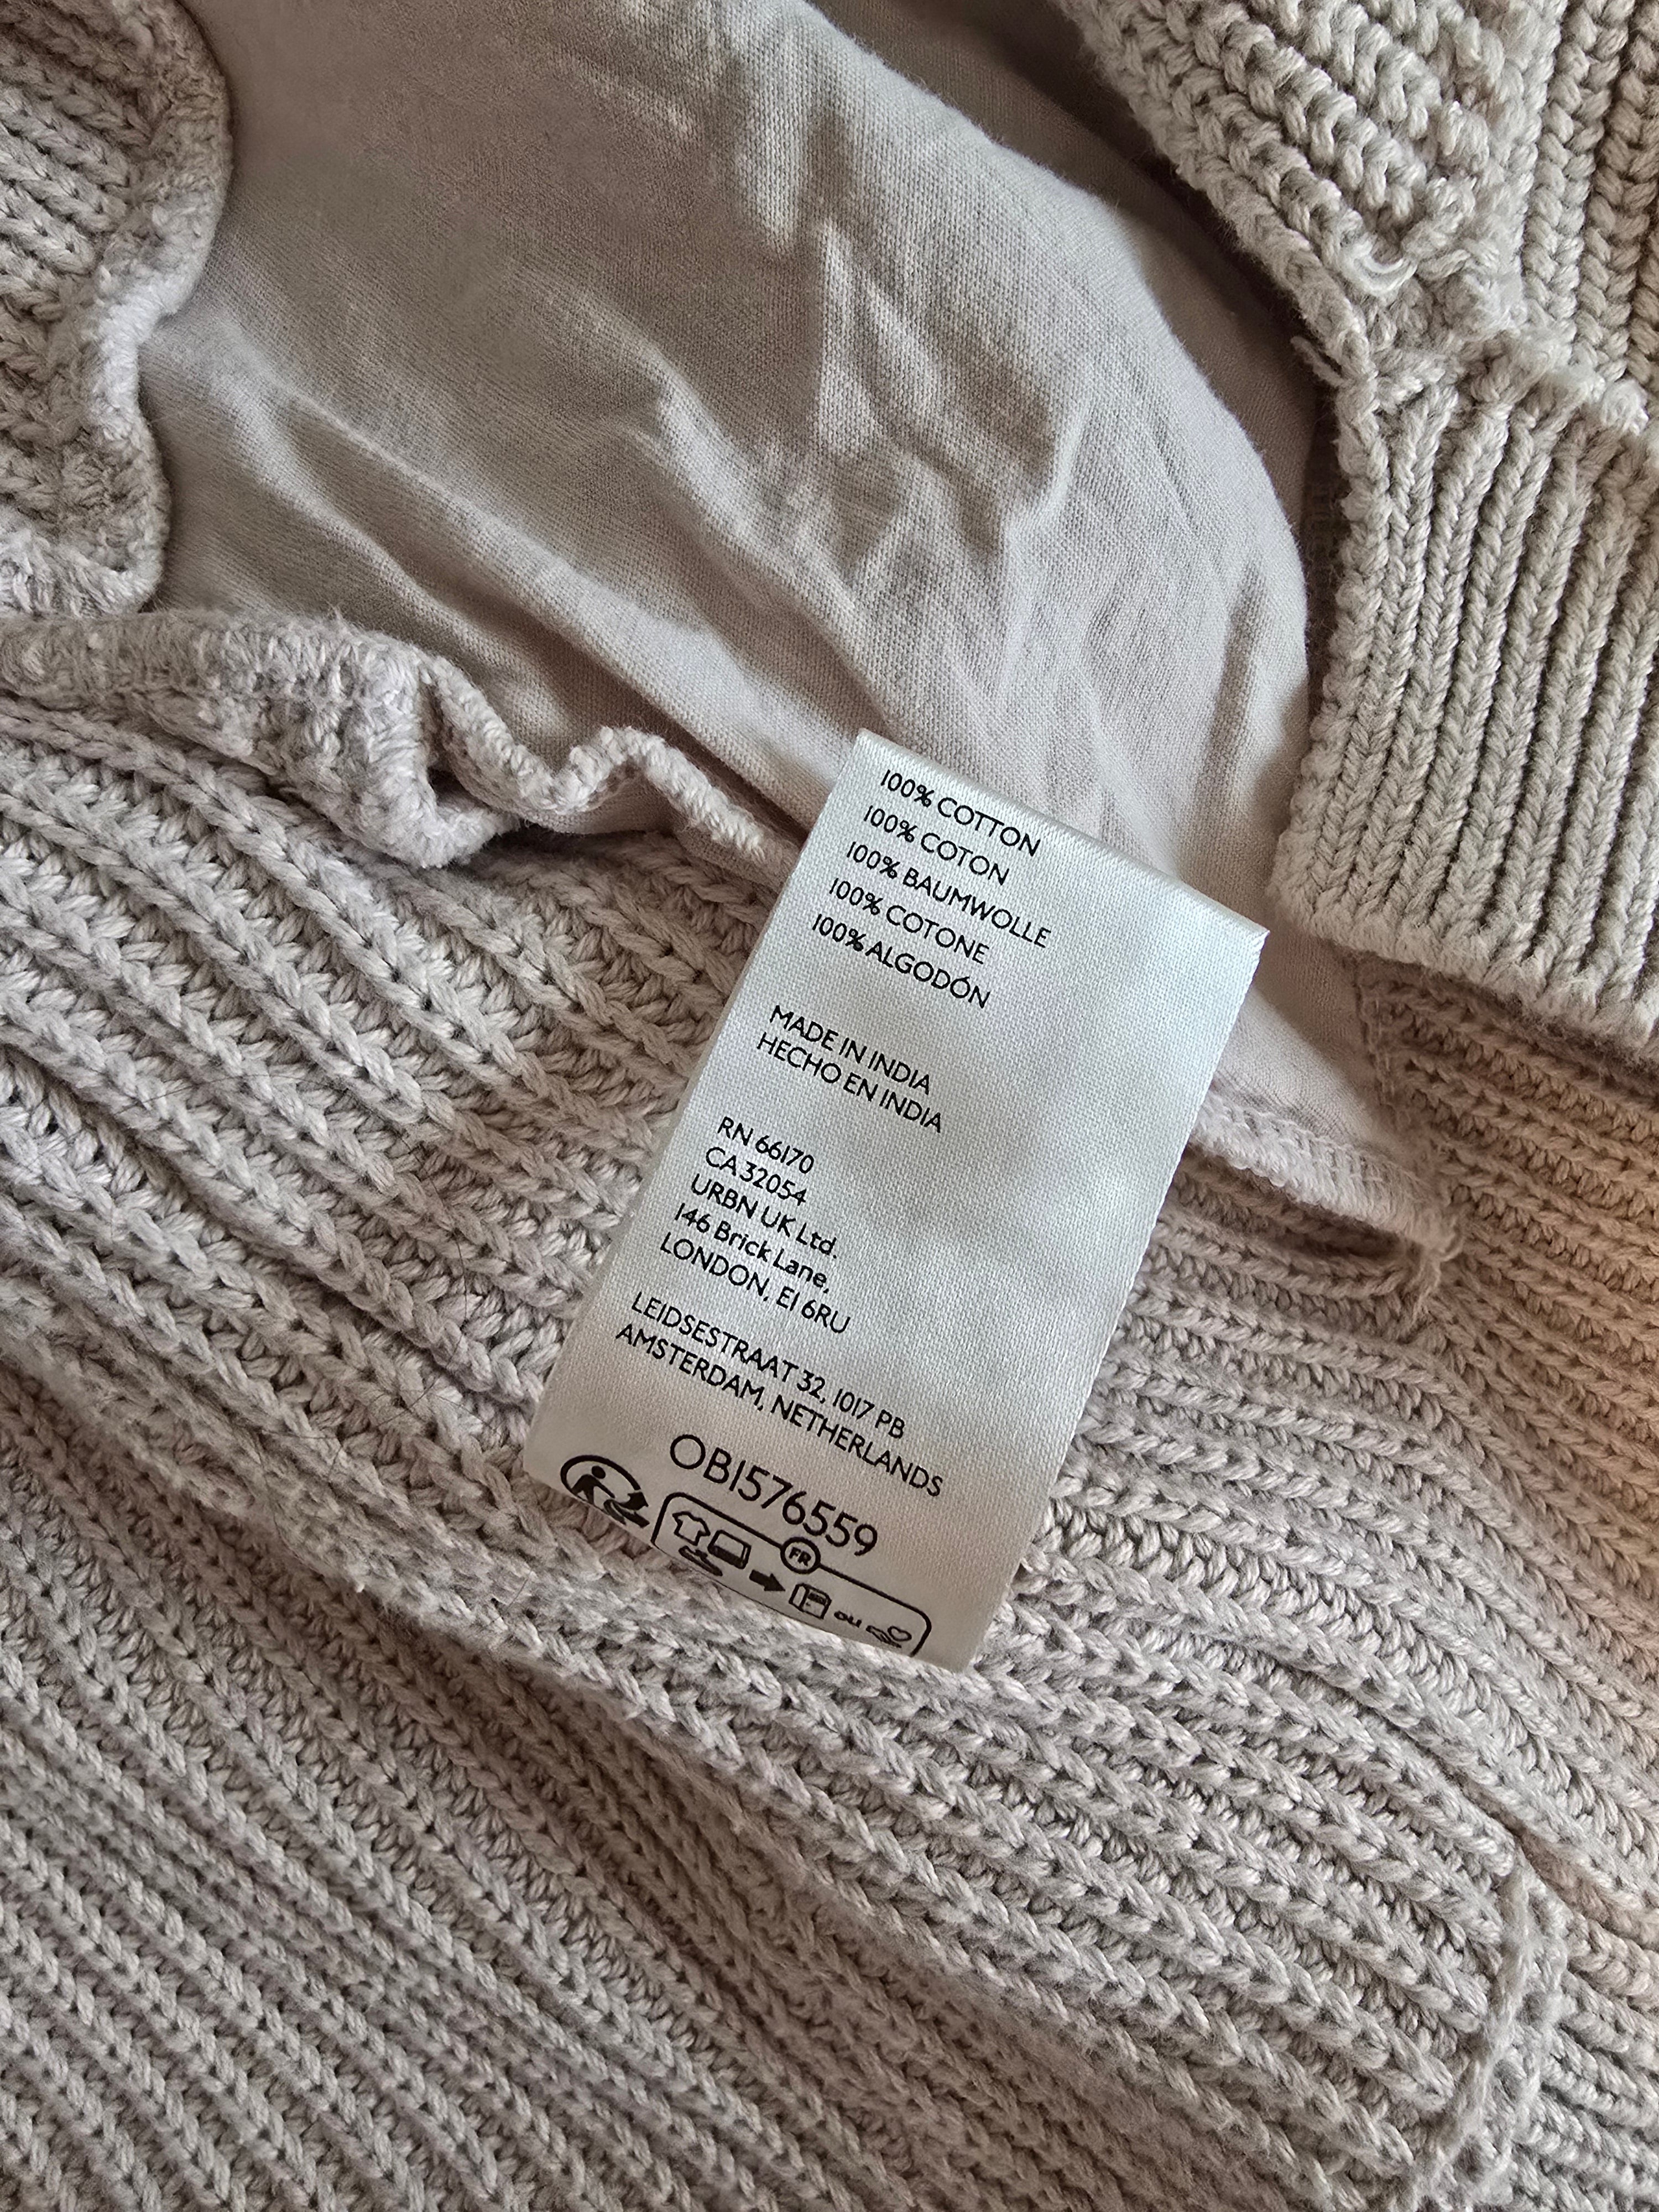 100% COTTON
100% COTON
100% BAUMWOLLE
100% COTONE
100% ALGODÓN
MADE IN INDIA
HECHO EN INDIA
RN 66170
CA 32054
URBN UK Ltd.
146 Brick Lane,
LONDON, E1 6RU
LEIDSESTRAAT 32, 1017 PB
AMSTERDAM, NETHERLANDS
OB1576559
FR
ou